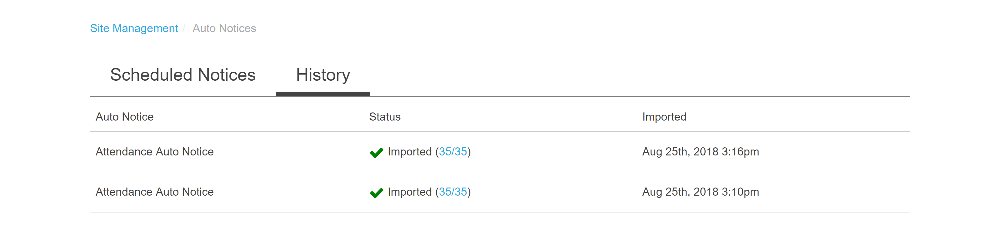 Site Management / Auto Notices
Scheduled Notices History
Auto Notice Status Imported
Attendance Auto Notice Imported (35/35) Aug 25th, 2018 3:16pm
Attendance Auto Notice Imported (35/35) Aug 25th, 2018 3:10pm